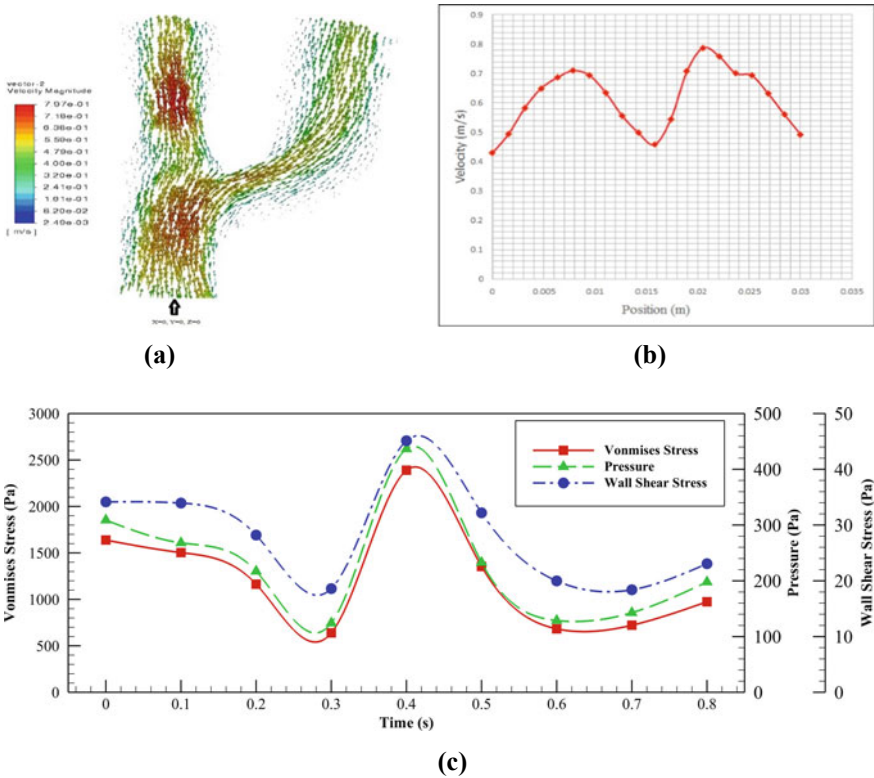 vector-2
Velocity Magnitude
7.97e-01
7.18e-01
6.38e-01
5.59e-01
4.79e-01
4.00e-01
3.20e-01
2.41e-01
1.61e-01
8.20e-02
2.49e-03
[ m/s ]
X=0, Y=0, Z=0
(a)
0.9
0.8
0.7
0.6
0.5
0.4
0.3
0.2
0.1
0
Velocity (m/s)
0 0.005 0.01 0.015 0.02 0.025 0.03 0.035
Position (m)
(b)
3000
2500
2000
1500
1000
500
0
Vonmises Stress (Pa)
Vonmises Stress
Pressure
Wall Shear Stress
500
400
300
200
100
0
Pressure (Pa)
50
40
30
20
10
0
Wall Shear Stress (Pa)
0 0.1 0.2 0.3 0.4 0.5 0.6 0.7 0.8
Time (s)
(c)